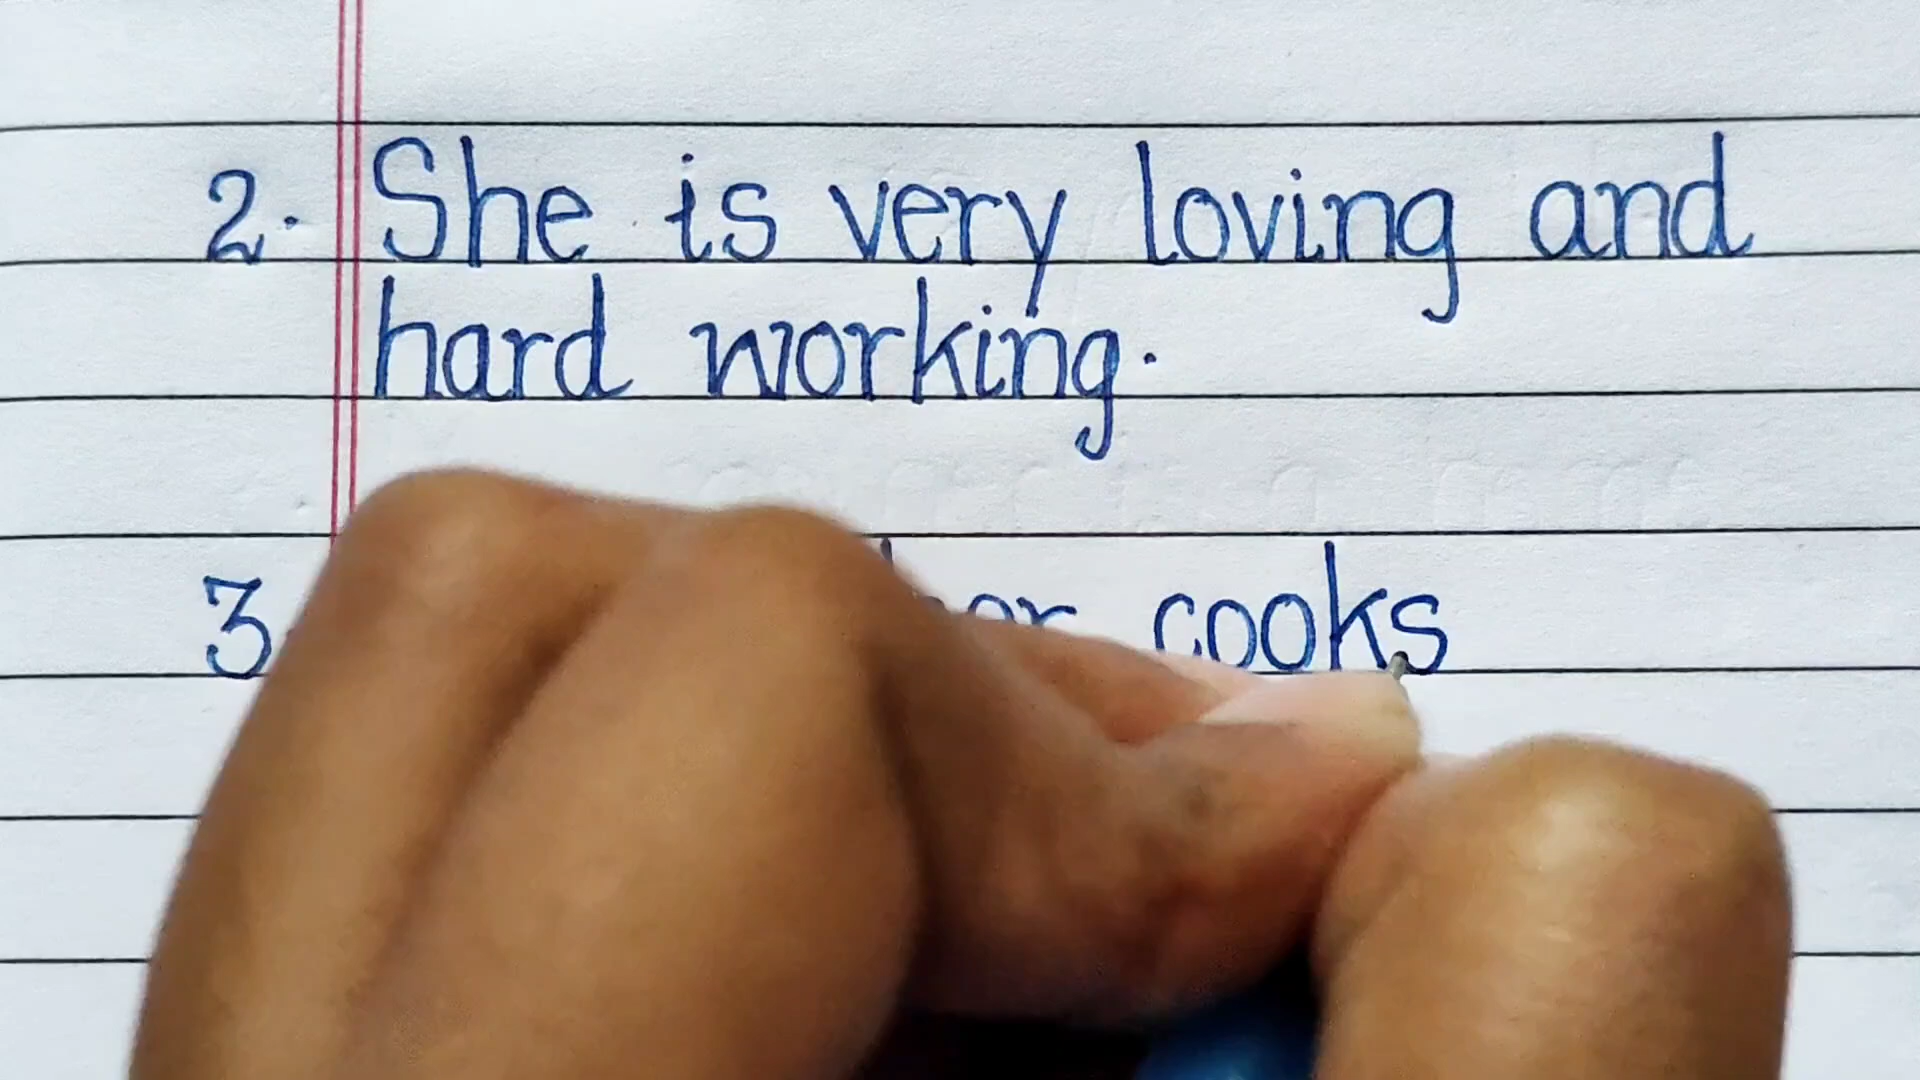 2. She is very loving and
hard working.
3 cooks